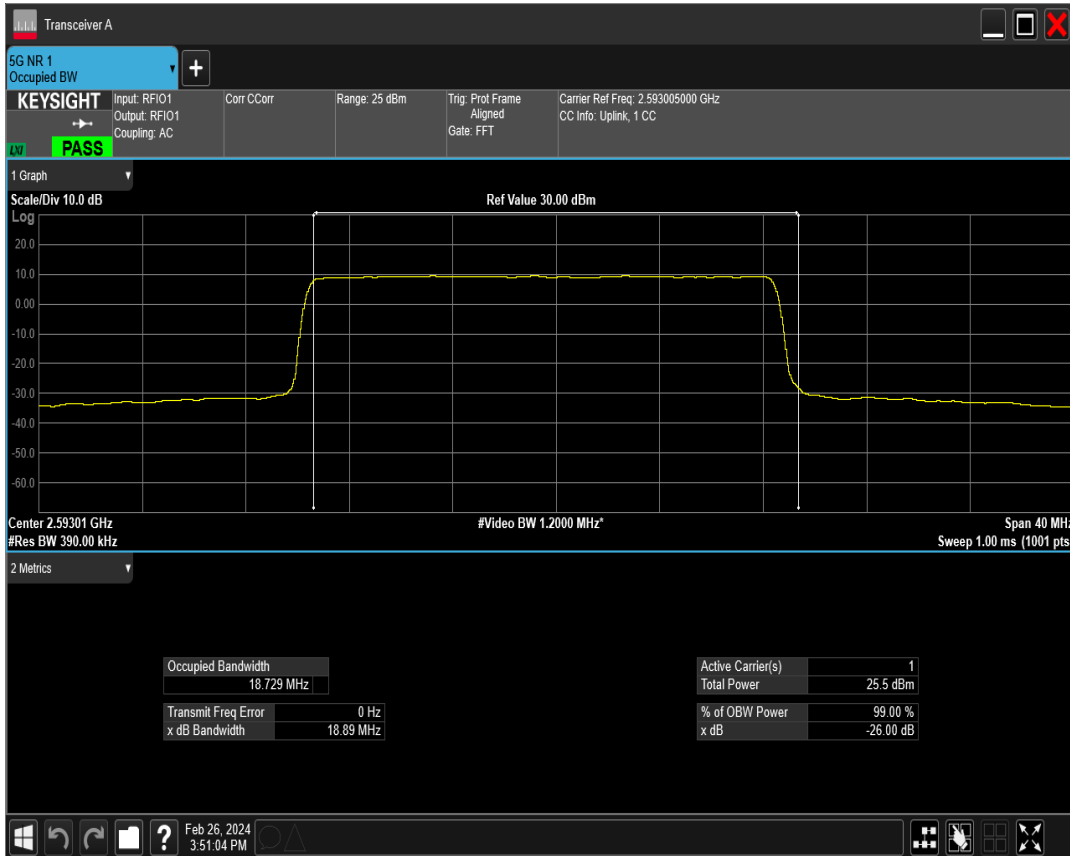 Transceiver A
5G NR 1
Occupied BW
+
KEYSIGHT
LXI
PASS
Input: RFIO1
Output: RFIO1
Coupling: AC
Corr CCorr
Range: 25 dBm
Trig: Prot Frame
Aligned
Gate: FFT
Carrier Ref Freq: 2.593005000 GHz
CC Info: Uplink, 1 CC
1 Graph
Scale/Div 10.0 dB
Ref Value 30.00 dBm
Log
20.0
10.0
0.00
-10.0
-20.0
-30.0
-40.0
-50.0
-60.0
Center 2.59301 GHz
#Video BW 1.2000 MHz*
Span 40 MHz
#Res BW 390.00 kHz
Sweep 1.00 ms (1001 pts
2 Metrics
Occupied Bandwidth
18.729 MHz
Transmit Freq Error 0 Hz
x dB Bandwidth 18.89 MHz
Active Carrier(s) 1
Total Power 25.5 dBm
% of OBW Power 99.00 %
x dB -26.00 dB
?
Feb 26, 2024
3:51:04 PM